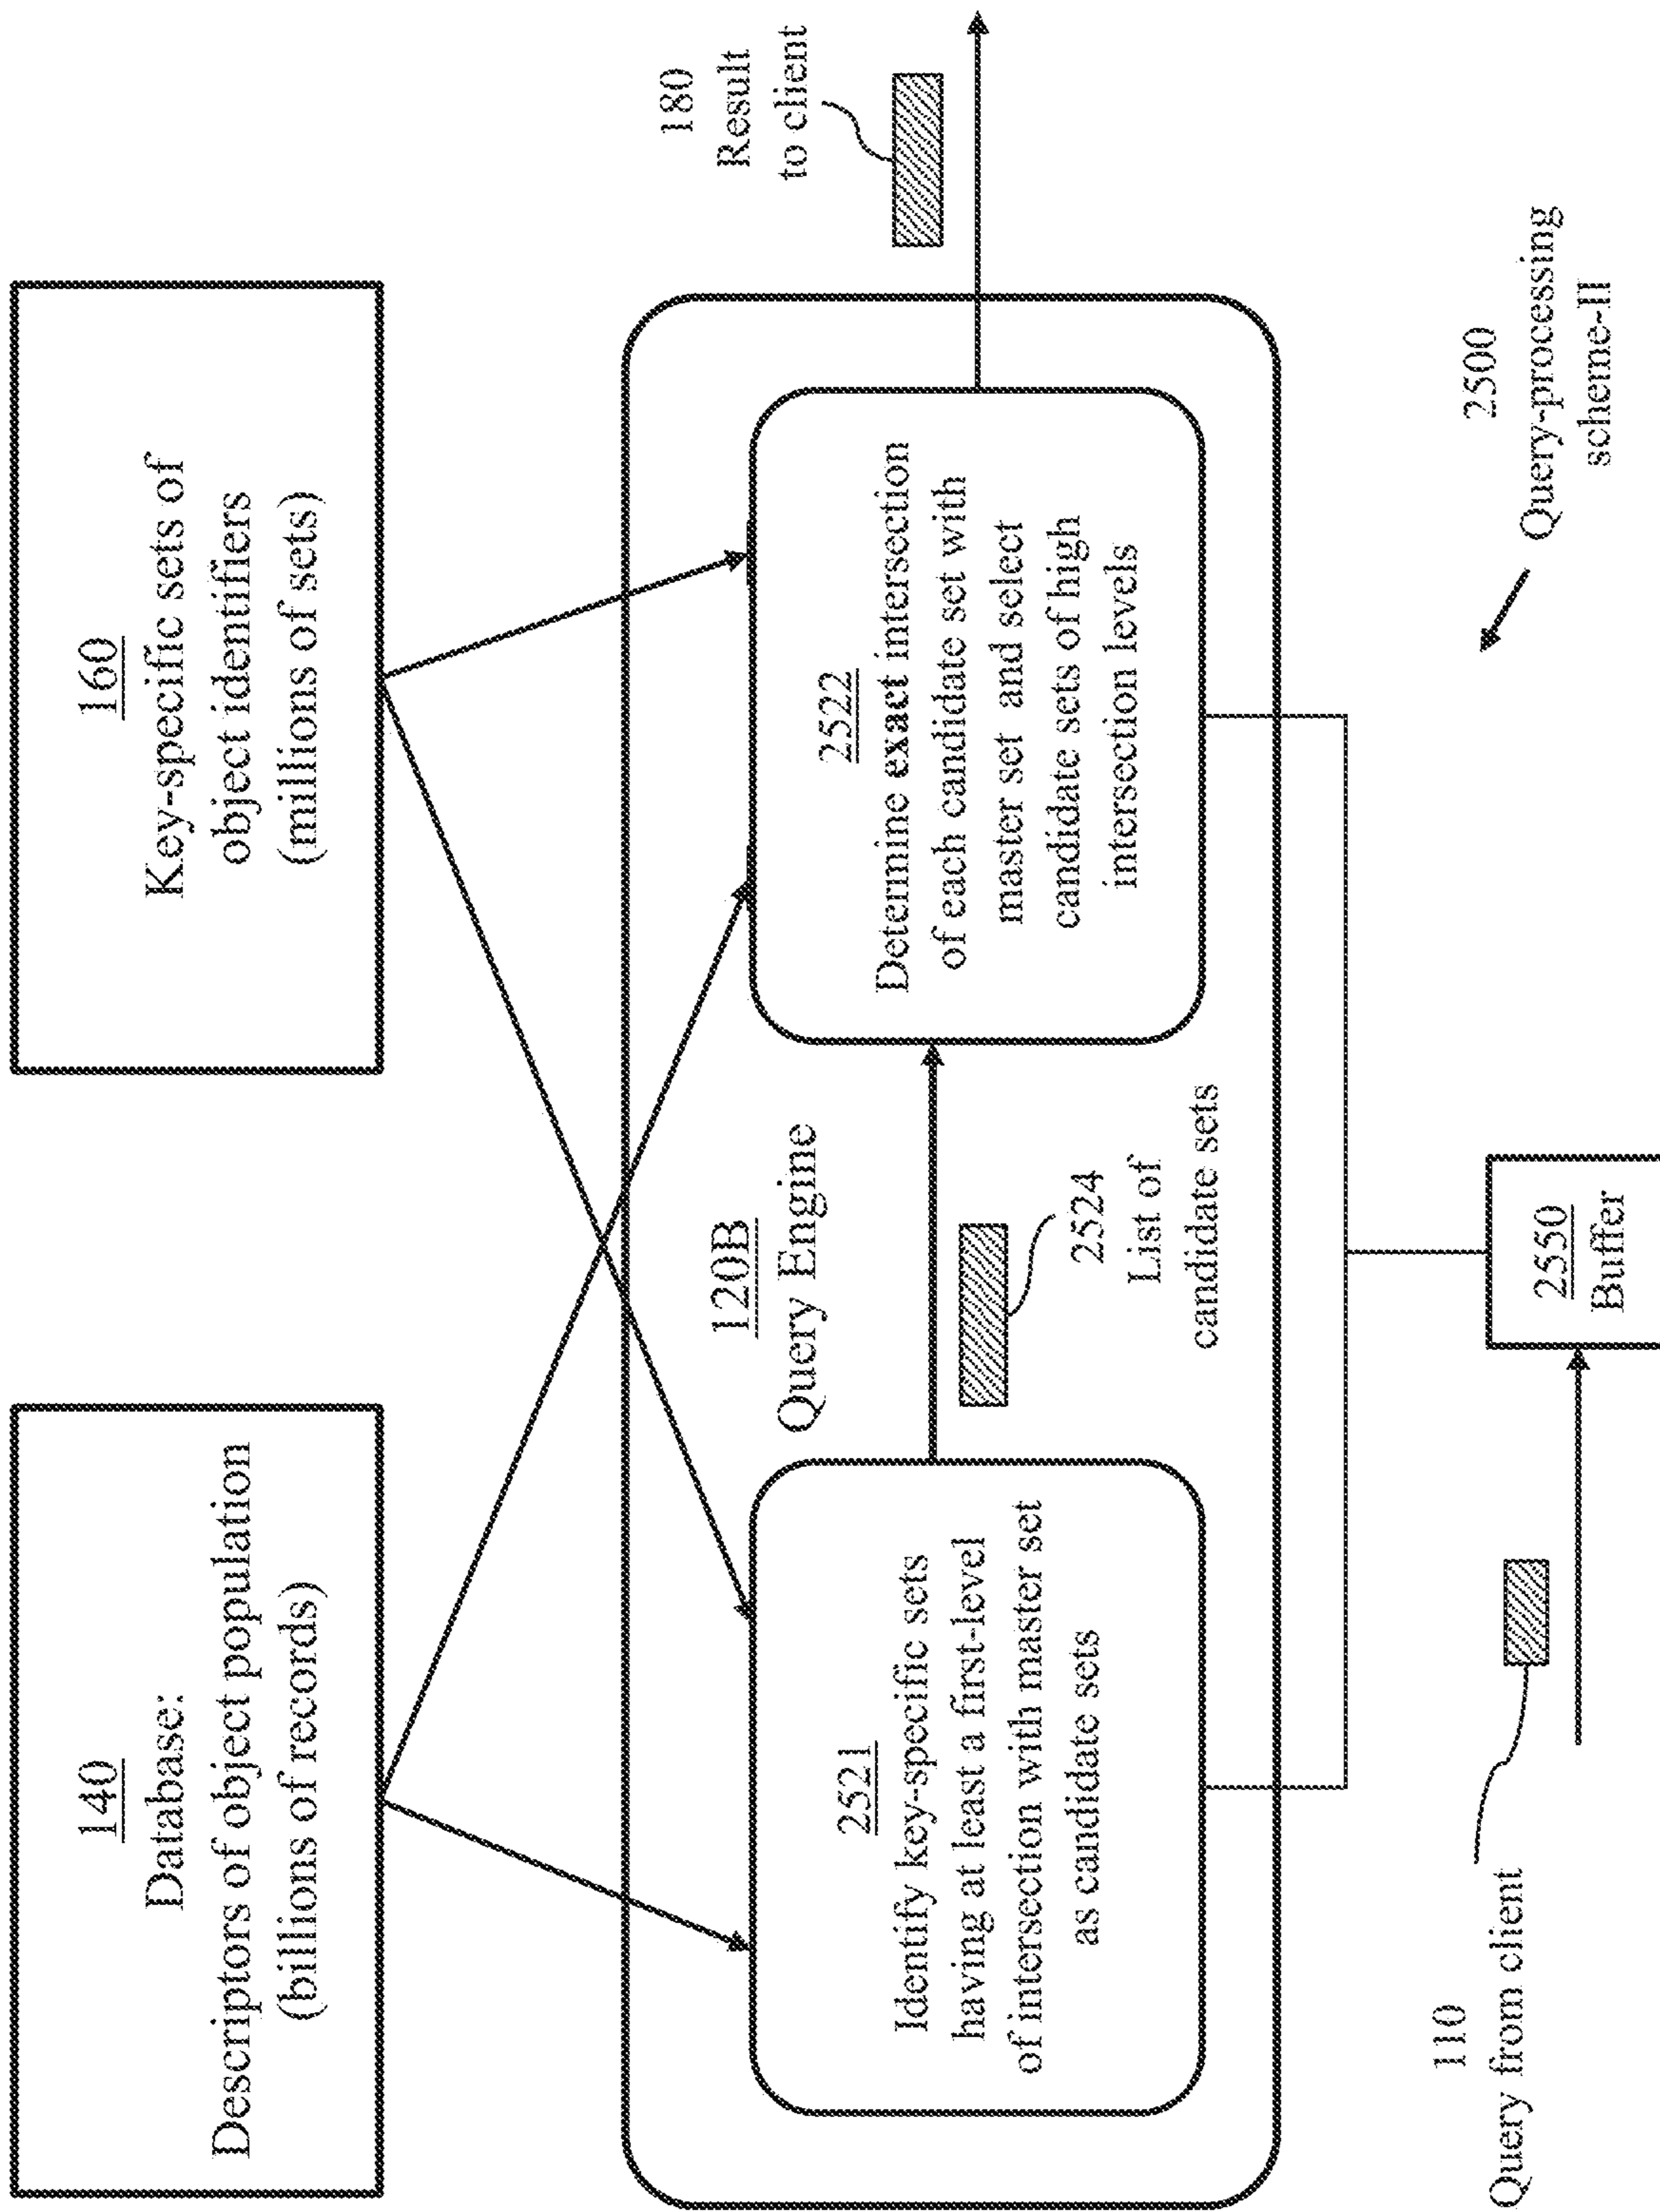 140
Database:
Descriptors of object population
(billions of records)
160
Key-specific sets of
object identifiers
(millions of sets)
120B
Query Engine
2521
Identify key-specific sets
having at least a first-level
of intersection with master set
as candidate sets
2524
List of
candidate sets
2522
Determine exact intersection
of each candidate set with
master set and select
candidate sets of high
intersection levels
180
Result
to client
110
Query from client
2550
Buffer
2500
Query-processing
scheme-II